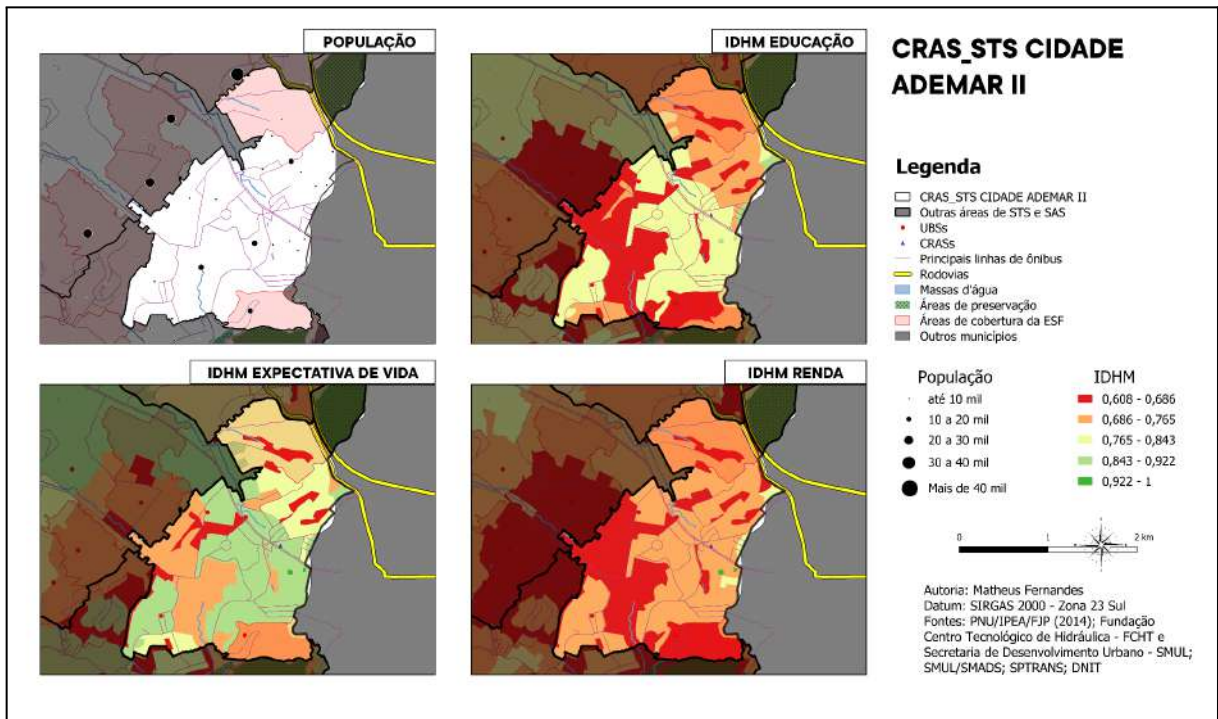 POPULAÇÃO
IDHM EDUCAÇÃO
IDHM EXPECTATIVA DE VIDA
IDHM RENDA
CRAS_STS CIDADE
ADEMAR II
Legenda
CRAS_STS CIDADE ADEMAR II
Outras áreas de STS e SAS
UBSs
CRASs
Principais linhas de ônibus
Rodovias
Massas d'água
Áreas de preservação
Áreas de cobertura da ESF
Outros municípios
População
até 10 mil
10 a 20 mil
20 a 30 mil
30 a 40 mil
Mais de 40 mil
IDHM
0,608 - 0,686
0,686 - 0,765
0,765 - 0,843
0,843 - 0,922
0,922 - 1
0 1 2 km
Autoria: Matheus Fernandes
Datum: SIRGAS 2000 - Zona 23 Sul
Fontes: PNU/IPEA/FJP (2014); Fundação
Centro Tecnológico de Hidráulica - FCHT e
Secretaria de Desenvolvimento Urbano - SMUL;
SMUL/SMADS; SPTRANS; DNIT